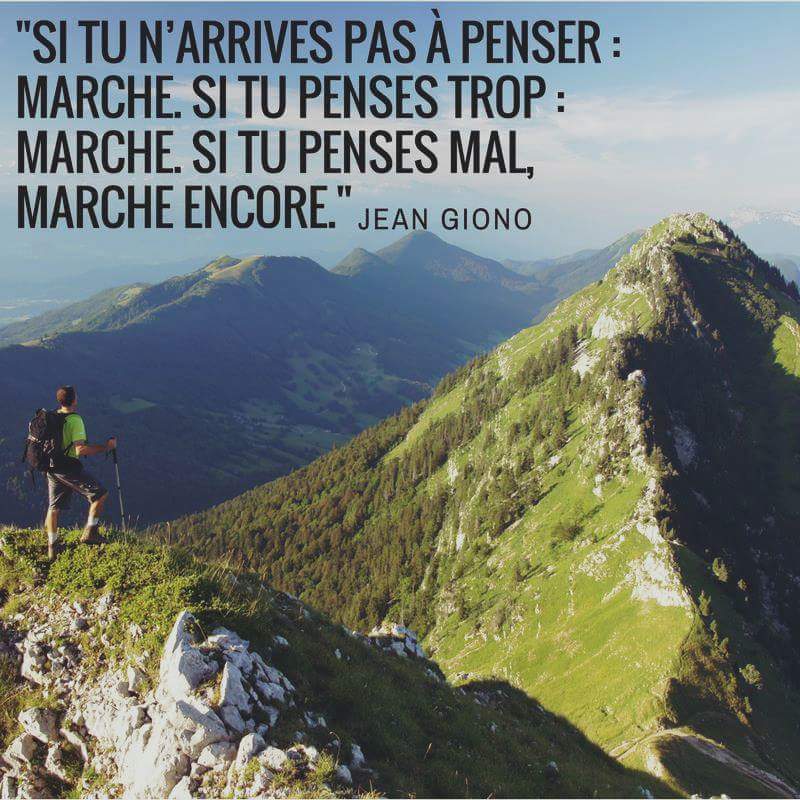 "SI TU N’ARRIVES PAS À PENSER :
MARCHE. SI TU PENSES TROP :
MARCHE. SI TU PENSES MAL,
MARCHE ENCORE." JEAN GIONO